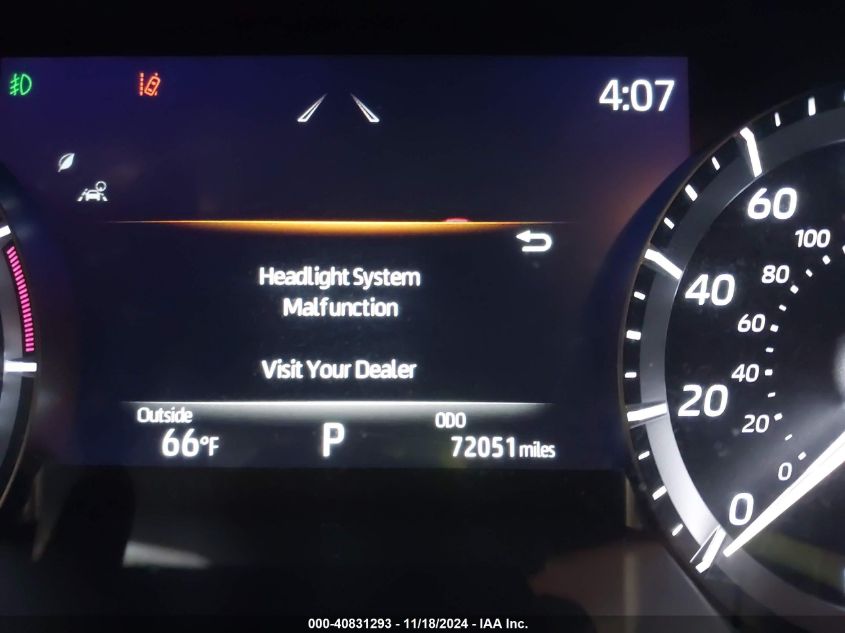 4:07
Headlight System
Malfunction
Visit Your Dealer
Outside
66°F
P
ODO
72051 miles
60
40
20
0
100
80
60
40
20
0
000-40831293 - 11/18/2024 - IAA Inc.